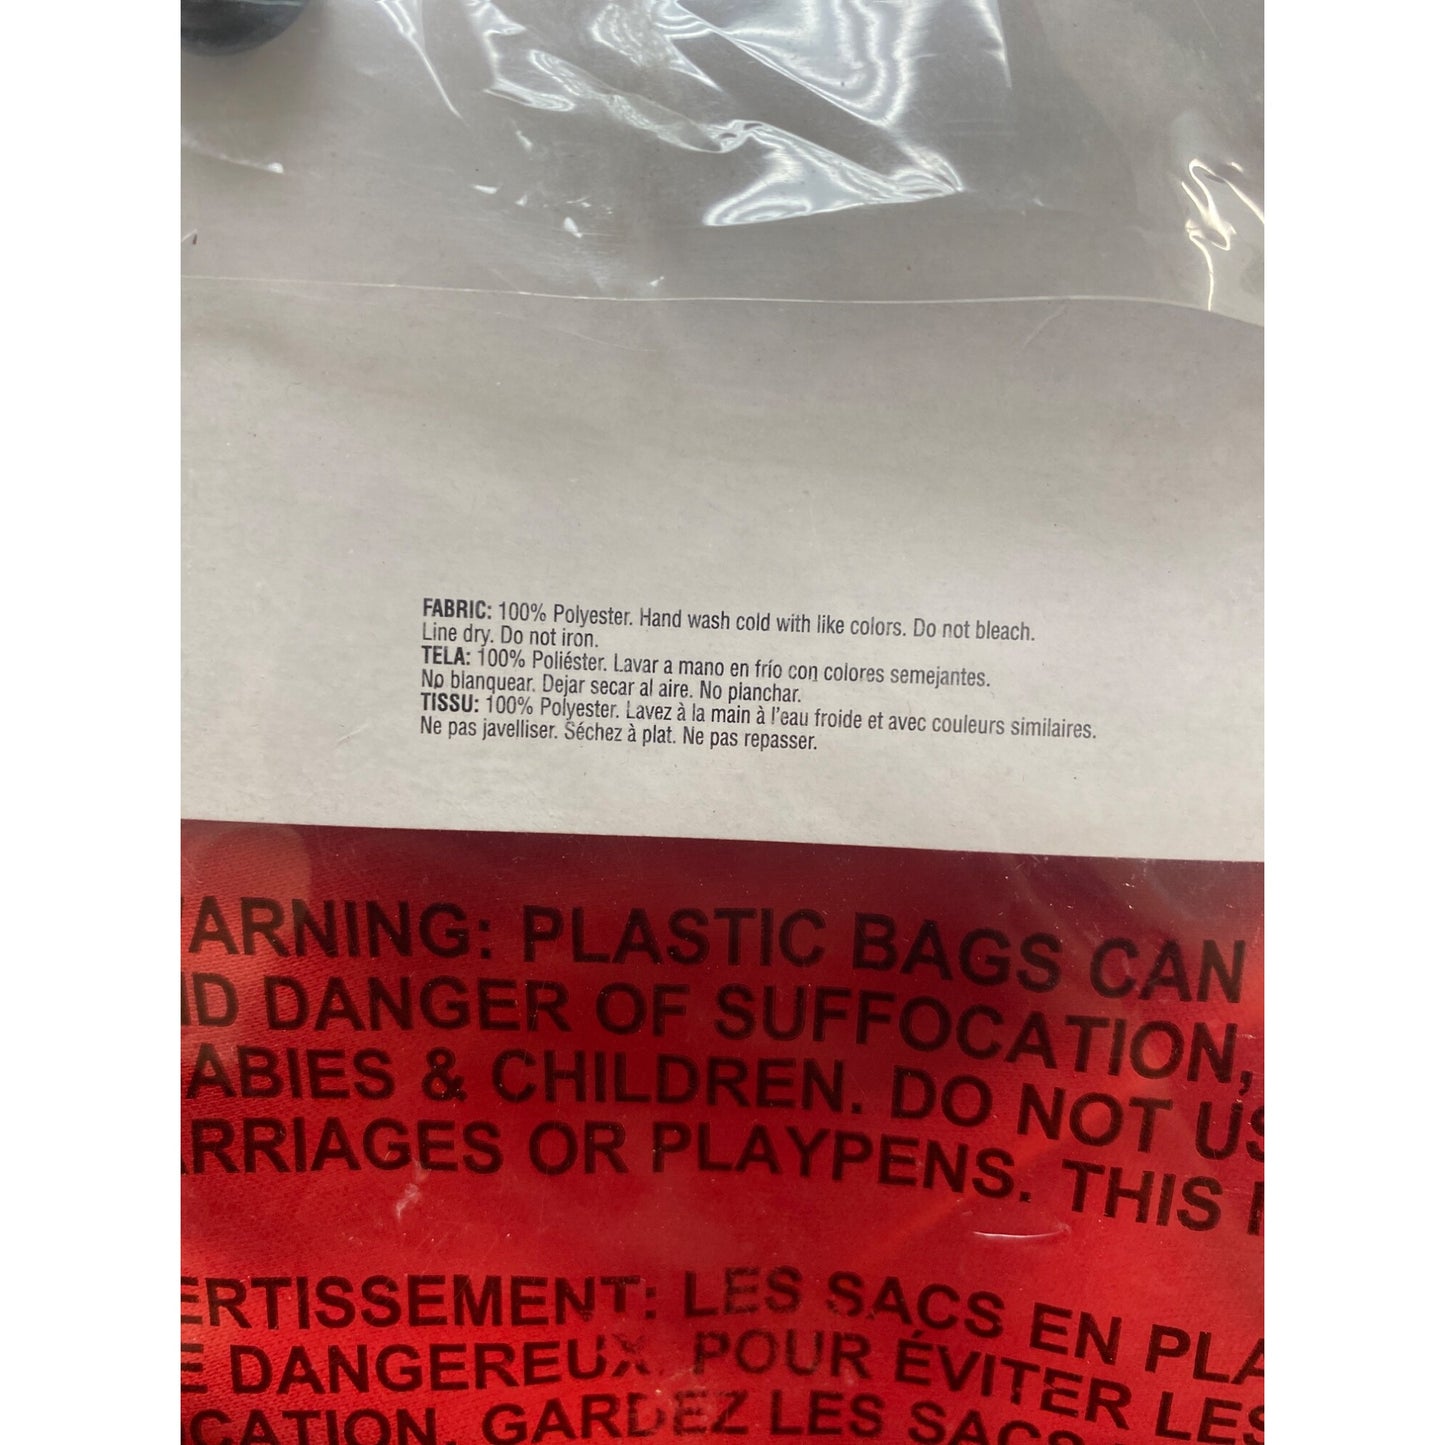 FABRIC: 100% Polyester. Hand wash cold with like colors. Do not bleach.
Line dry. Do not iron.
TELA: 100% Poliéster. Lavar a mano en frío con colores semejantes.
No blanquear. Dejar secar al aire. No planchar.
TISSU: 100% Polyester. Lavez à la main à l'eau froide et avec couleurs similaires.
Ne pas javelliser. Séchez à plat. Ne pas repasser.
ARNING: PLASTIC BAGS CAN
ID DANGER OF SUFFOCATION,
ABIES & CHILDREN. DO NOT US
RRIAGES OR PLAYPENS. THIS
ERTISSEMENT: LES SACS EN PLA
E DANGEREUX. POUR ÉVITER LES
CATION, GARDEZ LES SACS